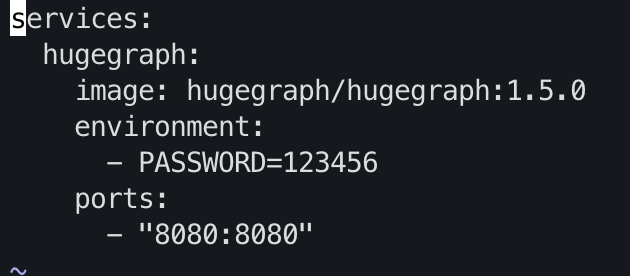 services:
  hugegraph:
    image: hugegraph/hugegraph:1.5.0
    environment:
      - PASSWORD=123456
    ports:
      - "8080:8080"
~